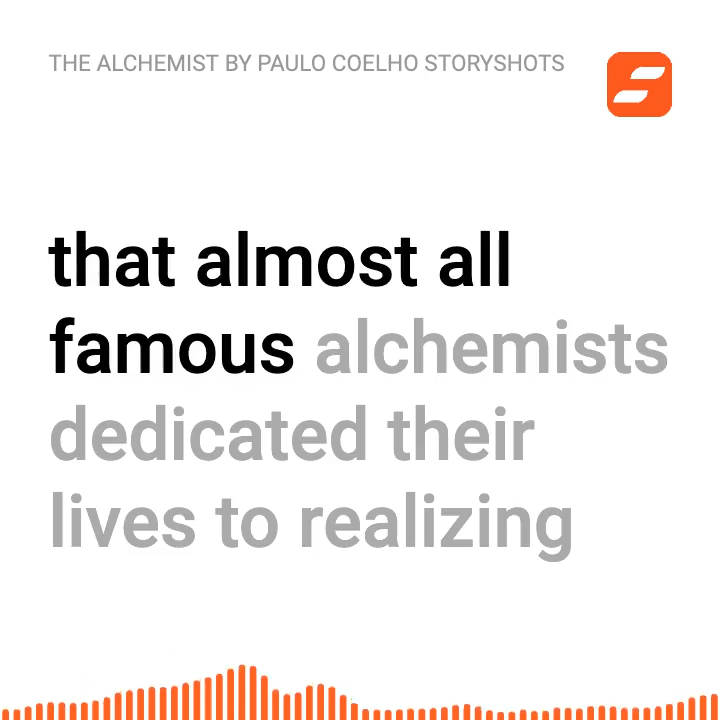 THE ALCHEMIST BY PAULO COELHO STORYSHOTS
that almost all
famous alchemists
dedicated their
lives to realizing